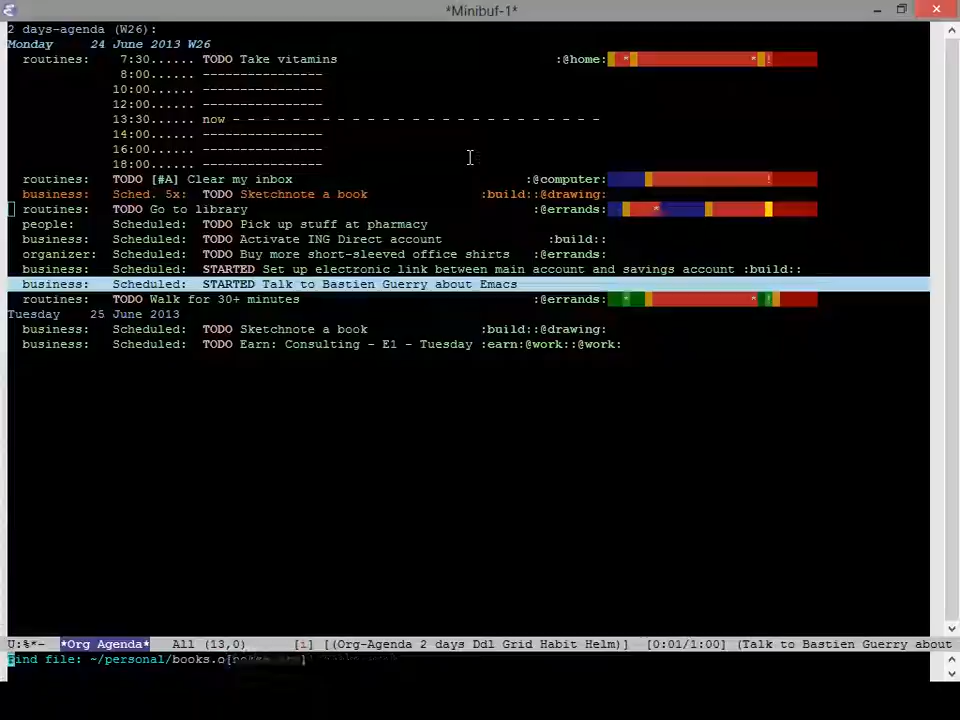 *Minibuf-1*
2 days-agenda (W26):
Monday 24 June 2013 W26
routines: 7:30...... TODO Take vitamins :@home: * * !
8:00...... ----------------
10:00...... ----------------
12:00...... ----------------
13:30...... now - - - - - - - - - - - - - - - - - - - - - - - - -
14:00...... ----------------
16:00...... ----------------
18:00...... ----------------
routines: TODO [#A] Clear my inbox :@computer: !
business: Sched. 5x: TODO Sketchnote a book :build::@drawing:
routines: TODO Go to library :@errands: *
people: Scheduled: TODO Pick up stuff at pharmacy
business: Scheduled: TODO Activate ING Direct account :build::
organizer: Scheduled: TODO Buy more short-sleeved office shirts :@errands:
business: Scheduled: STARTED Set up electronic link between main account and savings account :build::
business: Scheduled: STARTED Talk to Bastien Guerry about Emacs
routines: TODO Walk for 30+ minutes :@errands: * * !
Tuesday 25 June 2013
business: Scheduled: TODO Sketchnote a book :build::@drawing:
business: Scheduled: TODO Earn: Consulting - E1 - Tuesday :earn:@work::@work:
U:%*- *Org Agenda* All (13,0) [i] [(Org-Agenda 2 days Ddl Grid Habit Helm)] [0:01/1:00] (Talk to Bastien Guerry about
Find file: ~/personal/books.o[